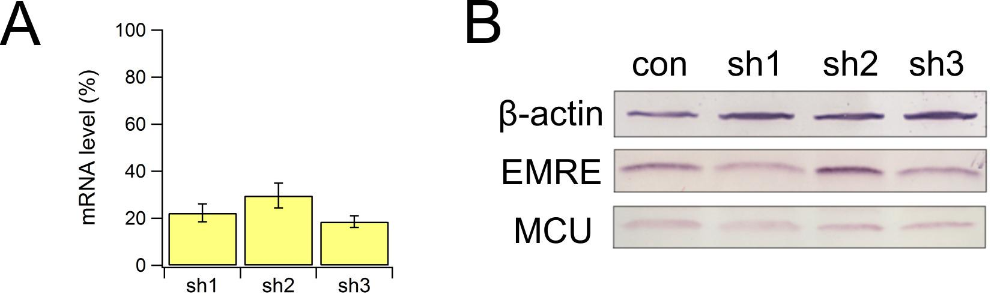 A
B
100
80
60
40
20
0
mRNA level (%)
sh1 sh2 sh3
con sh1 sh2 sh3
β-actin
EMRE
MCU